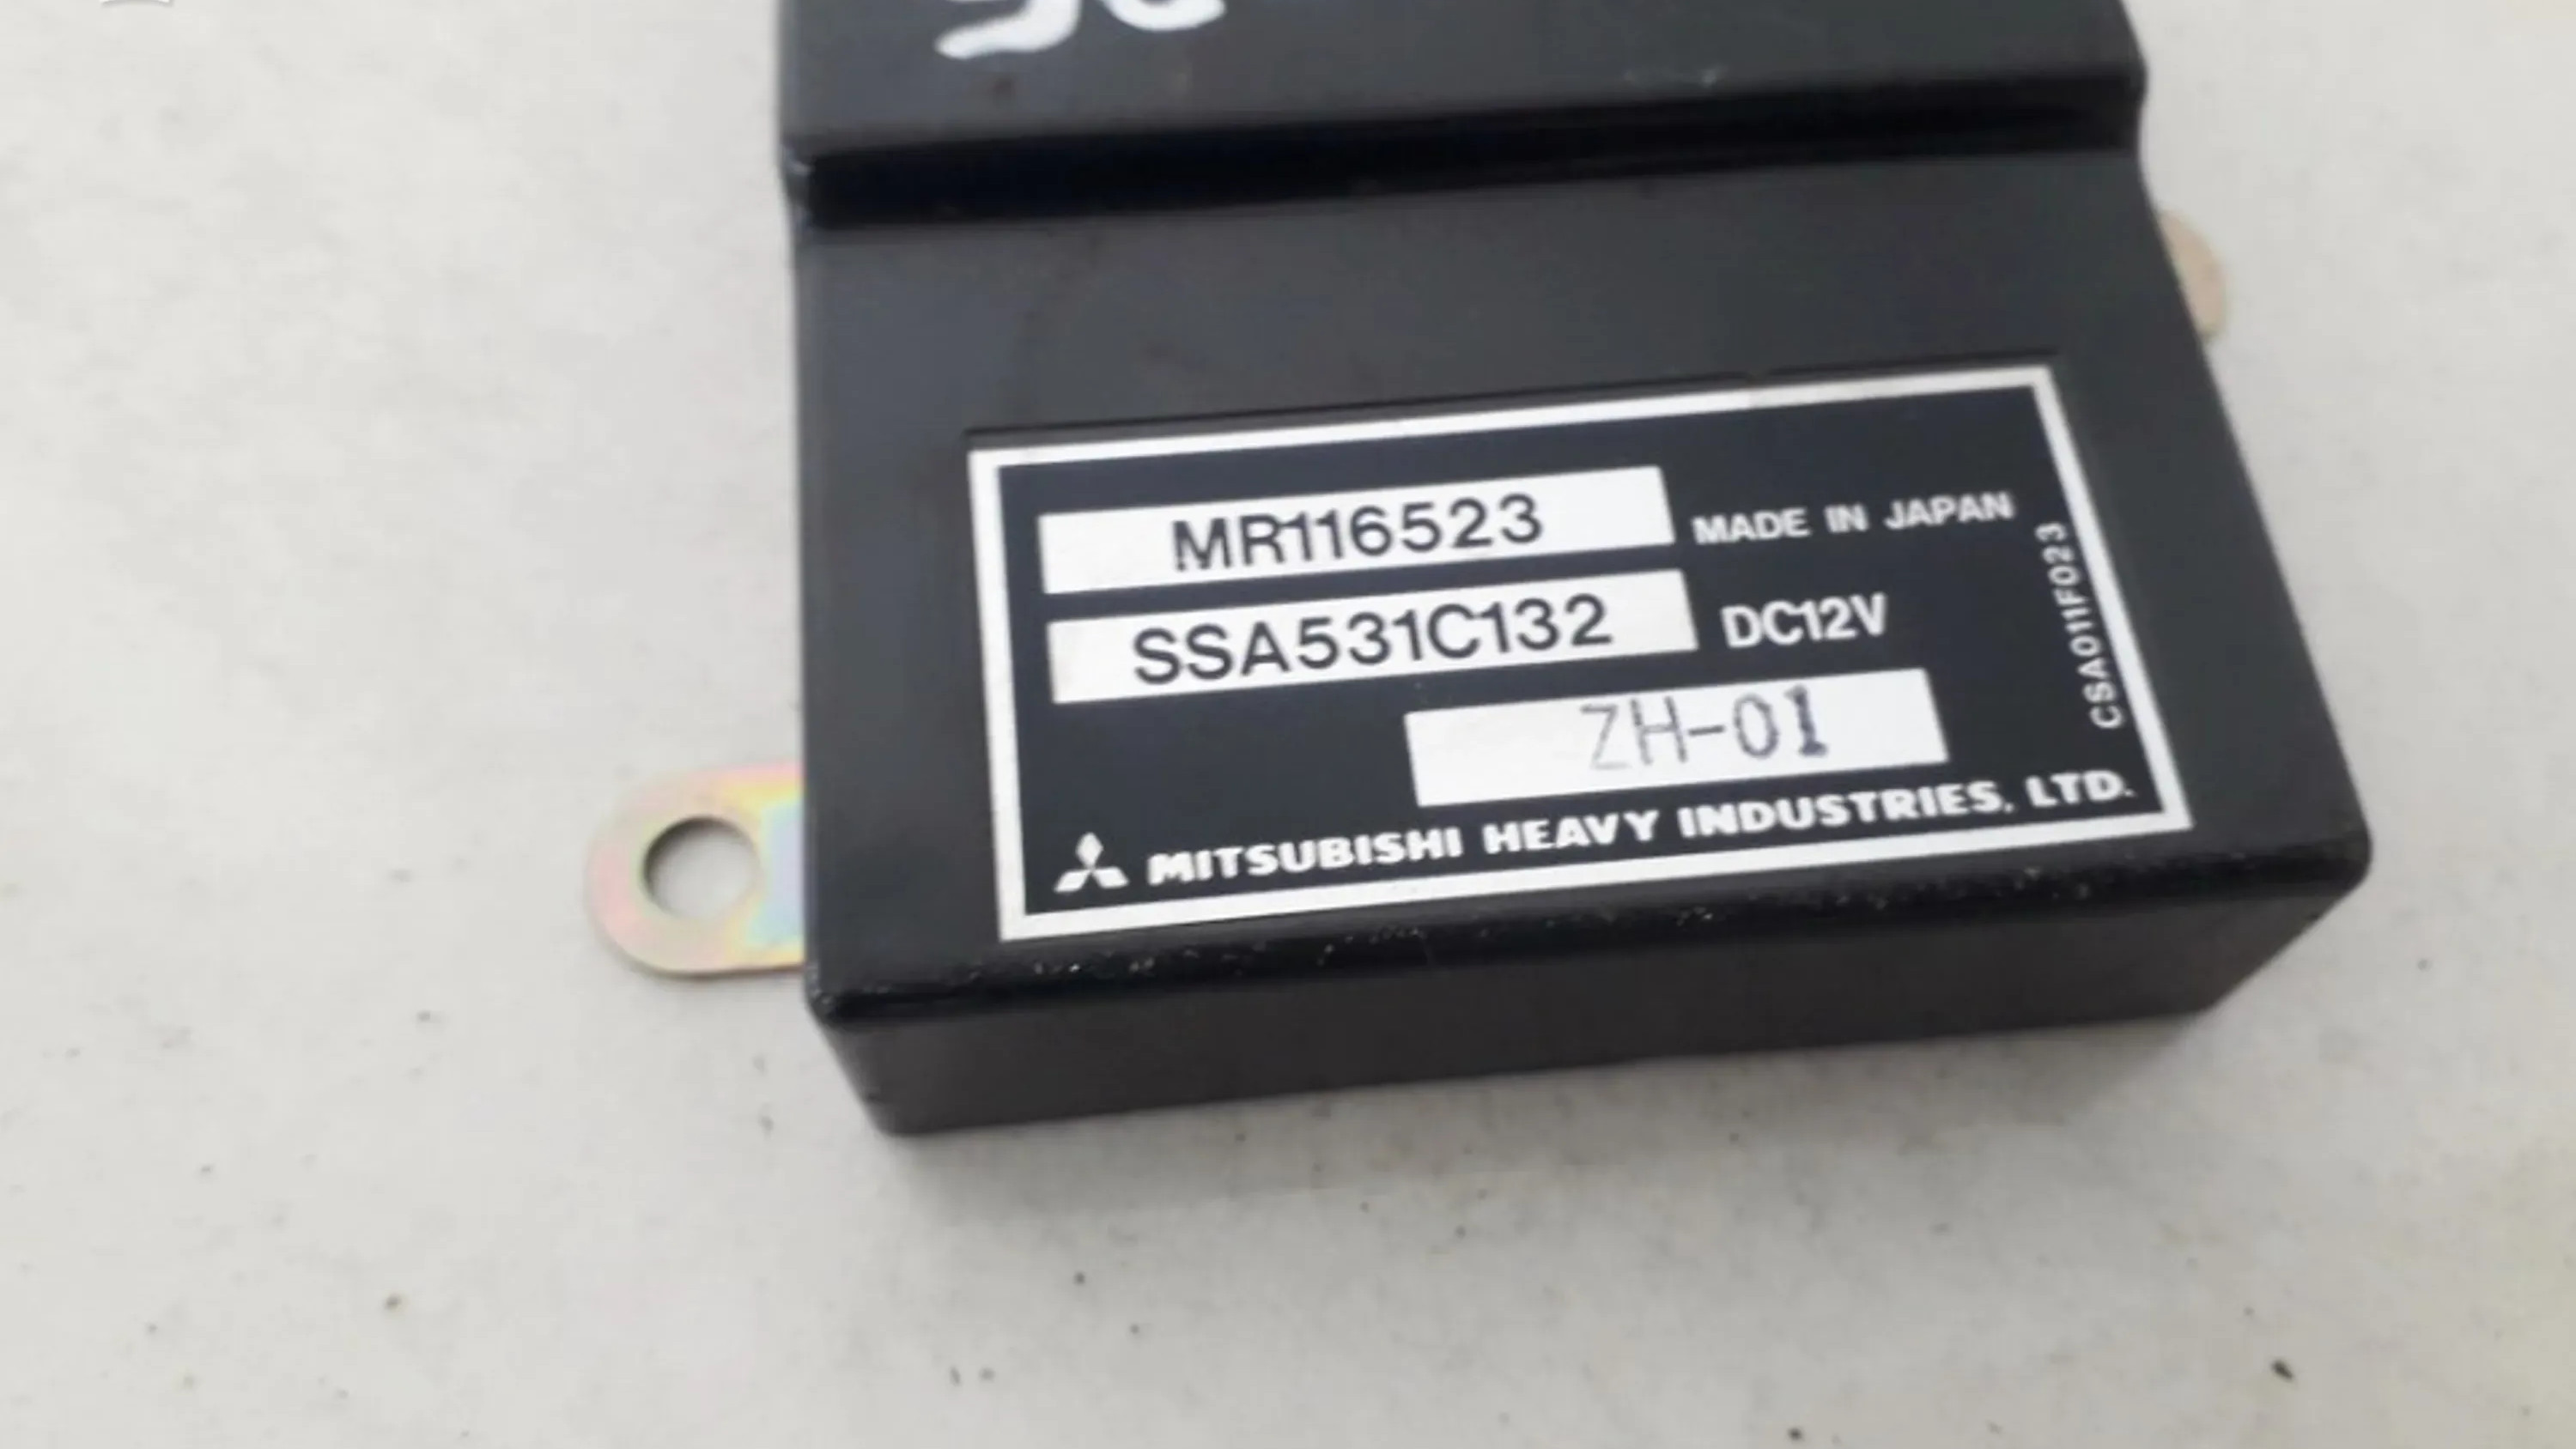 MR116523 MADE IN JAPAN
SSA531C132 DC12V
ZH-01
MITSUBISHI HEAVY INDUSTRIES, LTD.
CSA011F023